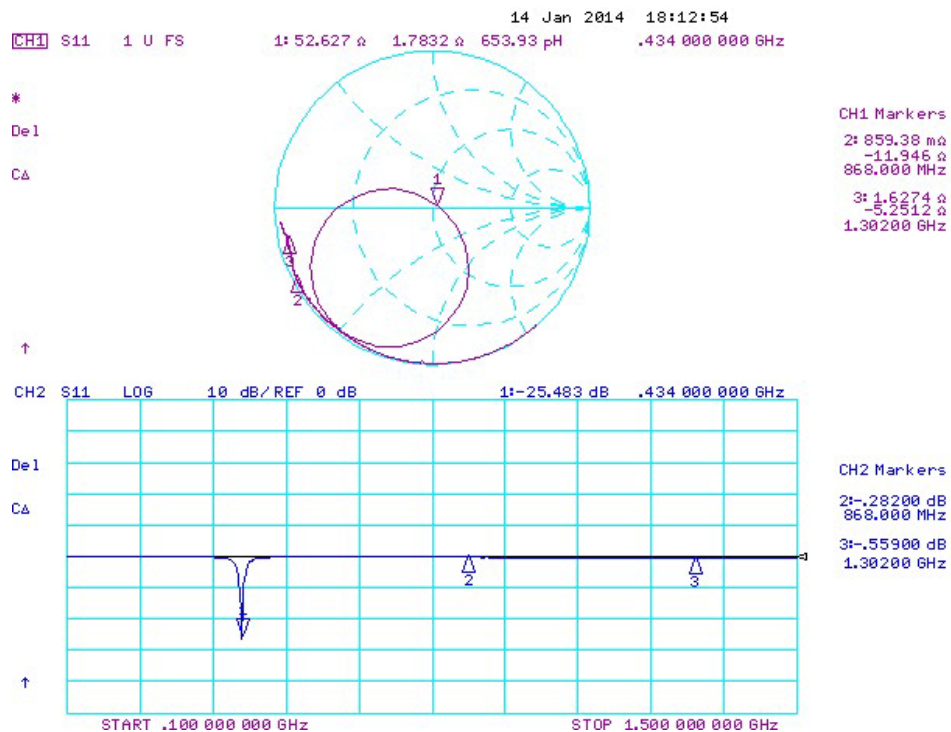 14 Jan 2014 18:12:54
CH1 S11 1 U FS 1: 52.627 Ω 1.7832 Ω 653.93 pH .434 000 000 GHz
*
Del
CΔ
↑
CH1 Markers
2: 859.38 mΩ
-11.946 Ω
868.000 MHz
3: 1.6274 Ω
-5.2512 Ω
1.30200 GHz
1
3
2
CH2 S11 LOG 10 dB/ REF 0 dB 1:-25.483 dB .434 000 000 GHz
Del
CΔ
↑
CH2 Markers
2:-.28200 dB
868.000 MHz
3:-.55900 dB
1.30200 GHz
2
3
START .100 000 000 GHz STOP 1.500 000 000 GHz